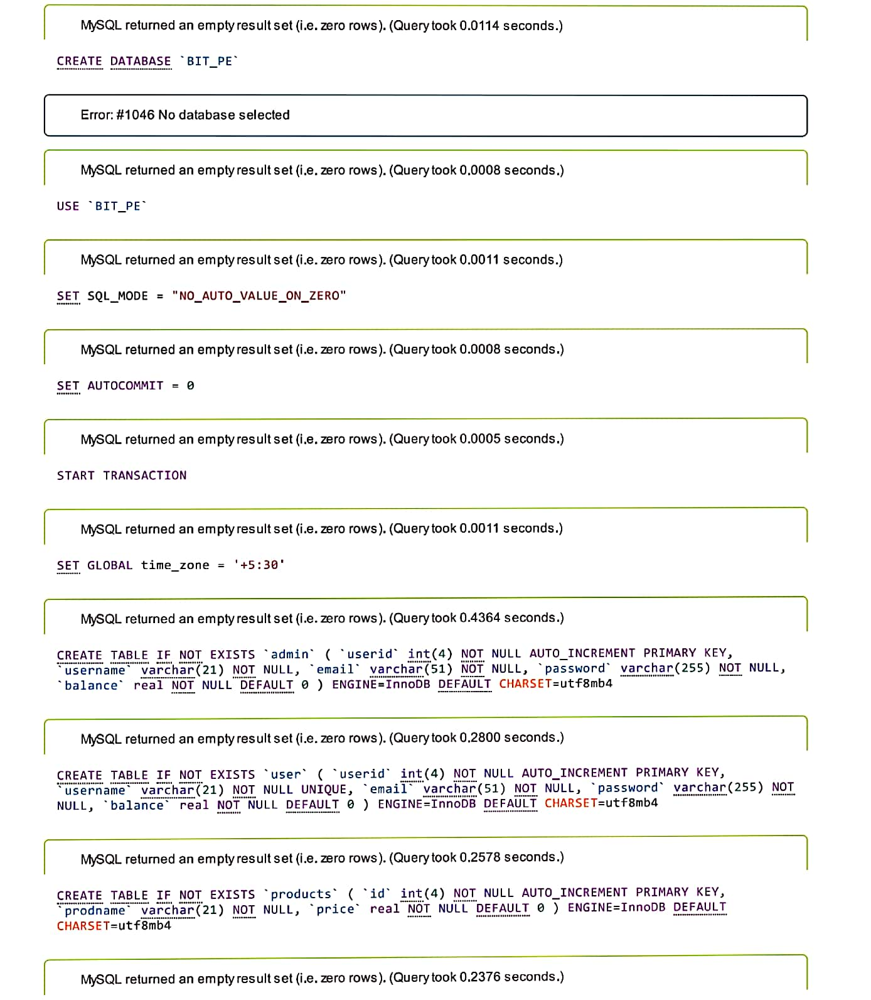 MySQL returned an empty result set (i.e. zero rows). (Query took 0.0114 seconds.)
CREATE DATABASE `BIT_PE`
Error: #1046 No database selected
MySQL returned an empty result set (i.e. zero rows). (Query took 0.0008 seconds.)
USE `BIT_PE`
MySQL returned an empty result set (i.e. zero rows). (Query took 0.0011 seconds.)
SET SQL_MODE = "NO_AUTO_VALUE_ON_ZERO"
MySQL returned an empty result set (i.e. zero rows). (Query took 0.0008 seconds.)
SET AUTOCOMMIT = 0
MySQL returned an empty result set (i.e. zero rows). (Query took 0.0005 seconds.)
START TRANSACTION
MySQL returned an empty result set (i.e. zero rows). (Query took 0.0011 seconds.)
SET GLOBAL time_zone = '+5:30'
MySQL returned an empty result set (i.e. zero rows). (Query took 0.4364 seconds.)
CREATE TABLE IF NOT EXISTS `admin` ( `userid` int(4) NOT NULL AUTO_INCREMENT PRIMARY KEY,
`username` varchar(21) NOT NULL, `email` varchar(51) NOT NULL, `password` varchar(255) NOT NULL,
`balance` real NOT NULL DEFAULT 0 ) ENGINE=InnoDB DEFAULT CHARSET=utf8mb4
MySQL returned an empty result set (i.e. zero rows). (Query took 0.2800 seconds.)
CREATE TABLE IF NOT EXISTS `user` ( `userid` int(4) NOT NULL AUTO_INCREMENT PRIMARY KEY,
`username` varchar(21) NOT NULL UNIQUE, `email` varchar(51) NOT NULL, `password` varchar(255) NOT
NULL, `balance` real NOT NULL DEFAULT 0 ) ENGINE=InnoDB DEFAULT CHARSET=utf8mb4
MySQL returned an empty result set (i.e. zero rows). (Query took 0.2578 seconds.)
CREATE TABLE IF NOT EXISTS `products` ( `id` int(4) NOT NULL AUTO_INCREMENT PRIMARY KEY,
`prodname` varchar(21) NOT NULL, `price` real NOT NULL DEFAULT 0 ) ENGINE=InnoDB DEFAULT
CHARSET=utf8mb4
MySQL returned an empty result set (i.e. zero rows). (Query took 0.2376 seconds.)